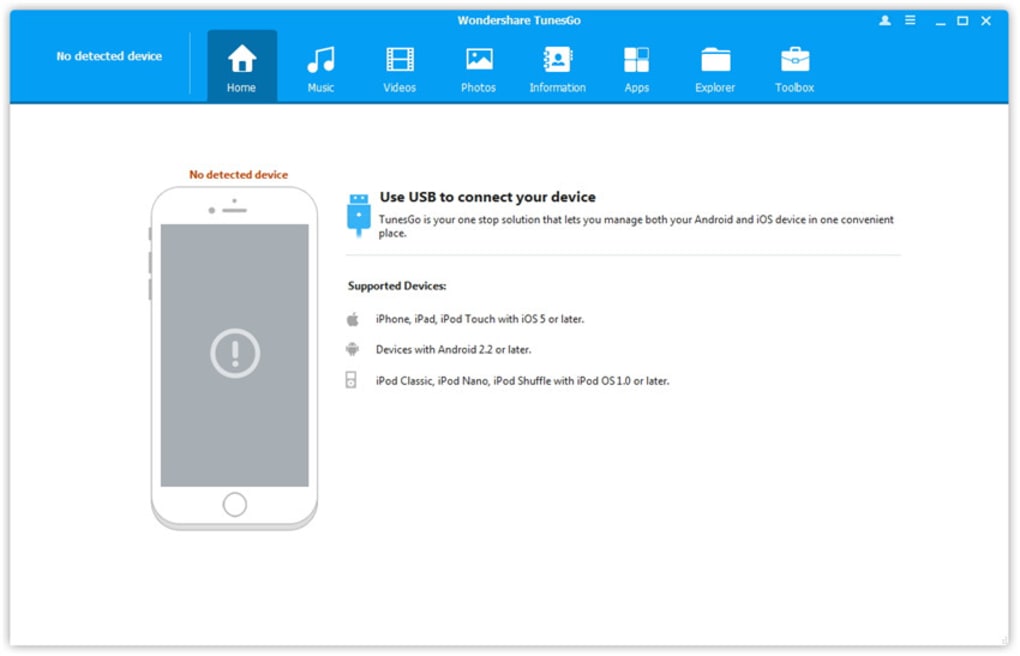 Wondershare TunesGo
No detected device
Home
Music
Videos
Photos
Information
Apps
Explorer
Toolbox
No detected device
Use USB to connect your device
TunesGo is your one stop solution that lets you manage both your Android and iOS device in one convenient
place.
Supported Devices:
iPhone, iPad, iPod Touch with iOS 5 or later.
Devices with Android 2.2 or later.
iPod Classic, iPod Nano, iPod Shuffle with iPod OS 1.0 or later.